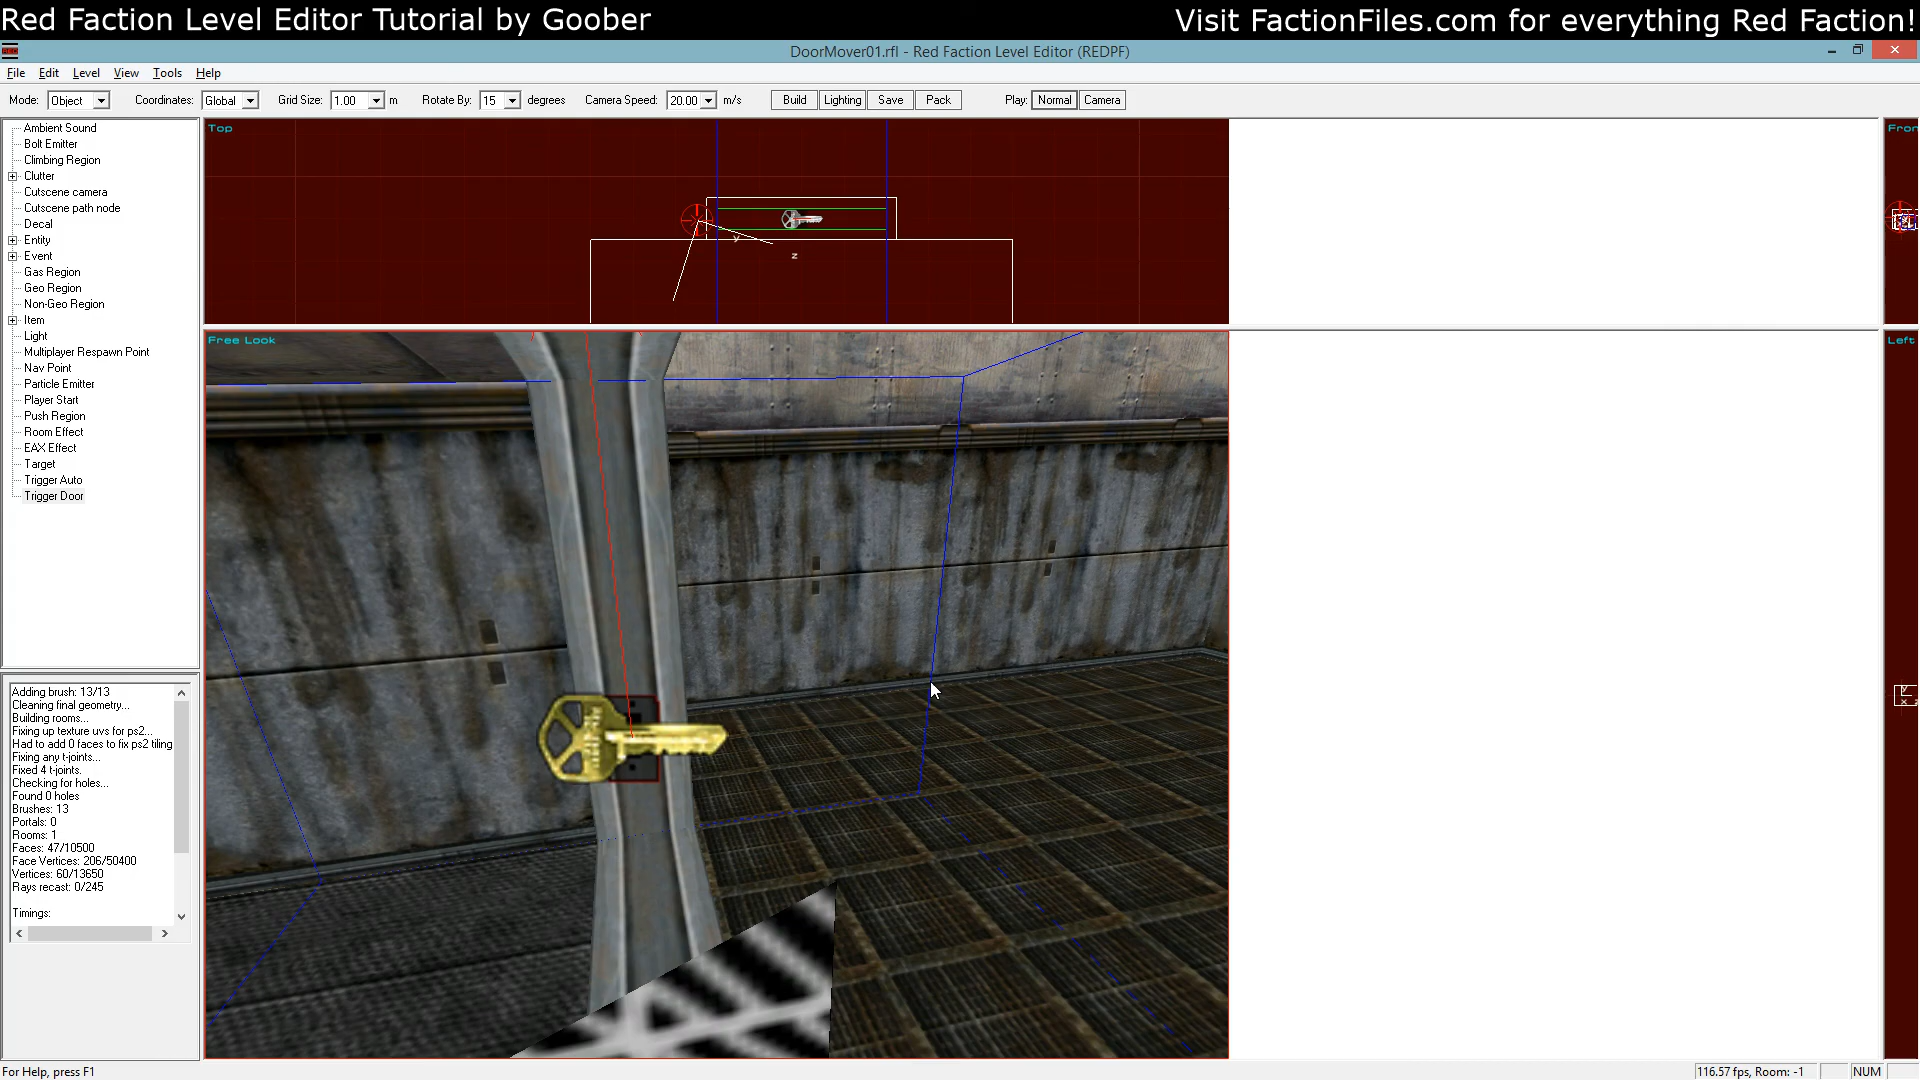 Red Faction Level Editor Tutorial by Goober
Visit FactionFiles.com for everything Red Faction!
DoorMover01.rfl - Red Faction Level Editor (REDPF)
File Edit Level View Tools Help
Mode: Object Coordinates: Global Grid Size: 1.00 m Rotate By: 15 degrees Camera Speed: 20.00 m/s Build Lighting Save Pack Play: Normal Camera
Ambient Sound
Bolt Emitter
Climbing Region
Clutter
Cutscene camera
Cutscene path node
Decal
Entity
Event
Gas Region
Geo Region
Non-Geo Region
Item
Light
Multiplayer Respawn Point
Nav Point
Particle Emitter
Player Start
Push Region
Room Effect
EAX Effect
Target
Trigger Auto
Trigger Door
Top
y
z
Fron
Free Look
Left
Adding brush: 13/13
Cleaning final geometry...
Building rooms...
Fixing up texture uvs for ps2...
Had to add 0 faces to fix ps2 tiling
Fixing any t-joints...
Fixed 4 t-joints.
Checking for holes...
Found 0 holes
Brushes: 13
Portals: 0
Rooms: 1
Faces: 47/10500
Face Vertices: 206/50400
Vertices: 60/13650
Rays recast: 0/245
Timings:
For Help, press F1
116.57 fps, Room: -1
NUM